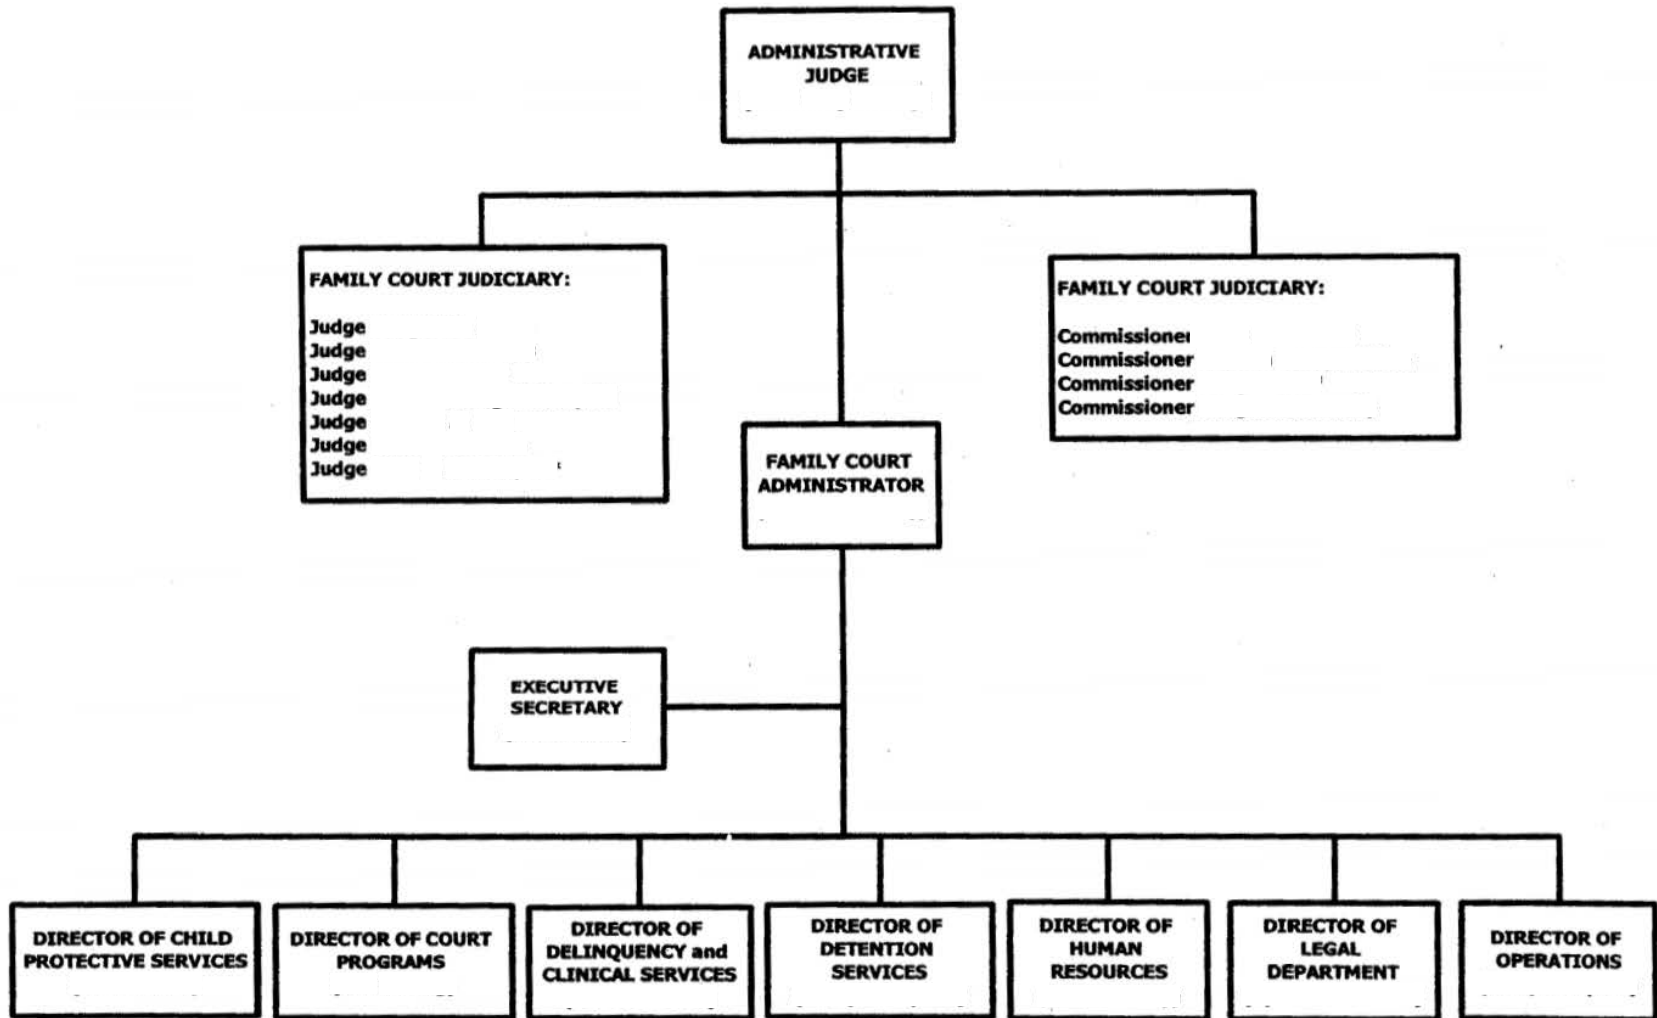 ADMINISTRATIVE
JUDGE
FAMILY COURT JUDICIARY:
Judge
Judge
Judge
Judge
Judge
Judge
Judge
FAMILY COURT JUDICIARY:
Commissioner
Commissioner
Commissioner
Commissioner
FAMILY COURT
ADMINISTRATOR
EXECUTIVE
SECRETARY
DIRECTOR OF CHILD
PROTECTIVE SERVICES
DIRECTOR OF COURT
PROGRAMS
DIRECTOR OF
DELINQUENCY and
CLINICAL SERVICES
DIRECTOR OF
DETENTION
SERVICES
DIRECTOR OF
HUMAN
RESOURCES
DIRECTOR OF
LEGAL
DEPARTMENT
DIRECTOR OF
OPERATIONS